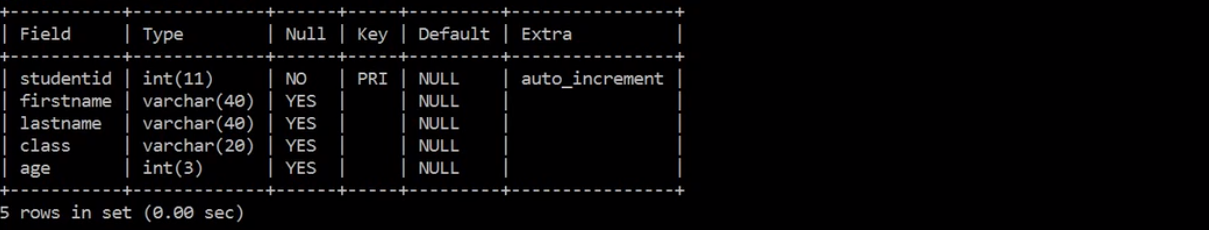 +-----------+-------------+------+-----+---------+----------------+
| Field     | Type        | Null | Key | Default | Extra          |
+-----------+-------------+------+-----+---------+----------------+
| studentid | int(11)     | NO   | PRI | NULL    | auto_increment |
| firstname | varchar(40) | YES  |     | NULL    |                |
| lastname  | varchar(40) | YES  |     | NULL    |                |
| class     | varchar(20) | YES  |     | NULL    |                |
| age       | int(3)      | YES  |     | NULL    |                |
+-----------+-------------+------+-----+---------+----------------+
5 rows in set (0.00 sec)